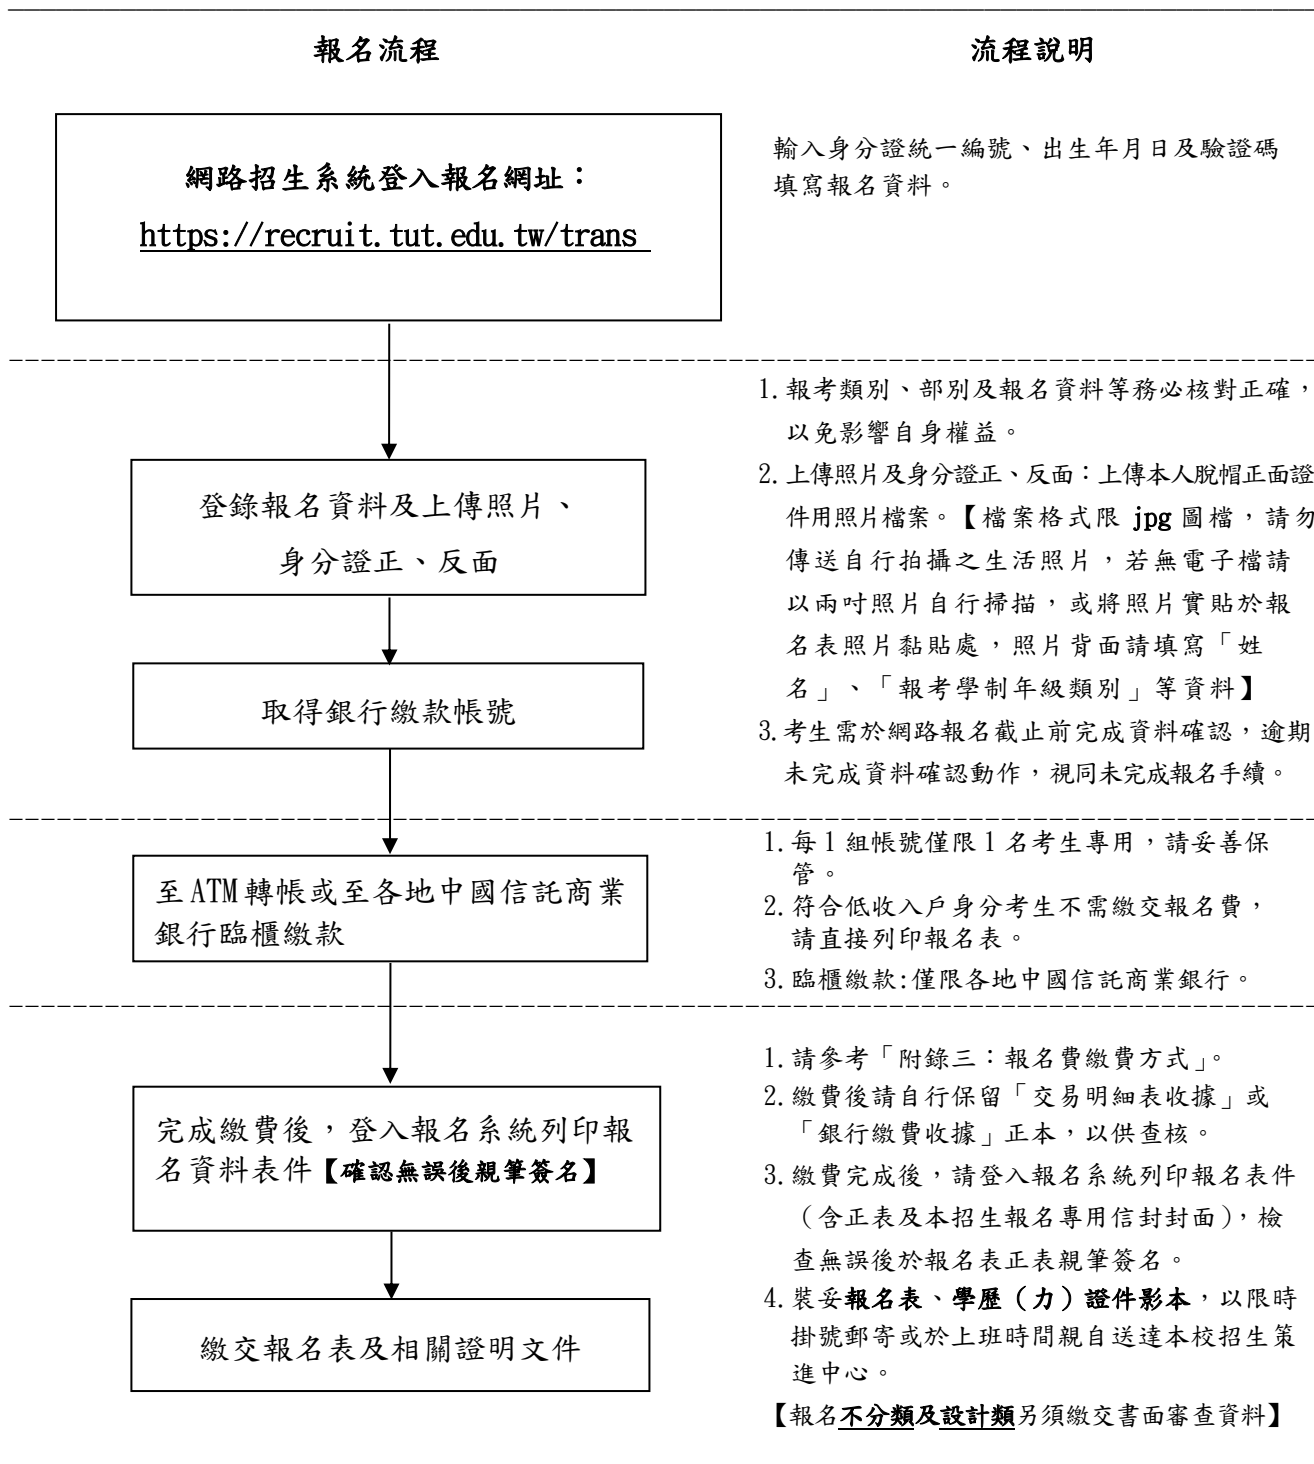 報名流程
流程說明
網路招生系統登入報名網址：
https://recruit.tut.edu.tw/trans
輸入身分證統一編號、出生年月日及驗證碼
填寫報名資料。
登錄報名資料及上傳照片、
身分證正、反面
取得銀行繳款帳號
1.報考類別、部別及報名資料等務必核對正確，
以免影響自身權益。
2.上傳照片及身分證正、反面：上傳本人脫帽正面證
件用照片檔案。【檔案格式限 jpg 圖檔，請勿
傳送自行拍攝之生活照片，若無電子檔請
以兩吋照片自行掃描，或將照片實貼於報
名表照片黏貼處，照片背面請填寫「姓
名」、「報考學制年級類別」等資料】
3.考生需於網路報名截止前完成資料確認，逾期
未完成資料確認動作，視同未完成報名手續。
至 ATM 轉帳或至各地中國信託商業
銀行臨櫃繳款
1.每 1 組帳號僅限 1 名考生專用，請妥善保
管。
2.符合低收入戶身分考生不需繳交報名費，
請直接列印報名表。
3.臨櫃繳款:僅限各地中國信託商業銀行。
完成繳費後，登入報名系統列印報
名資料表件【確認無誤後親筆簽名】
繳交報名表及相關證明文件
1.請參考「附錄三：報名費繳費方式」。
2.繳費後請自行保留「交易明細表收據」或
「銀行繳費收據」正本，以供查核。
3.繳費完成後，請登入報名系統列印報名表件
（含正表及本招生報名專用信封封面），檢
查無誤後於報名表正表親筆簽名。
4.裝妥報名表、學歷（力）證件影本，以限時
掛號郵寄或於上班時間親自送達本校招生策
進中心。
【報名不分類及設計類另須繳交書面審查資料】